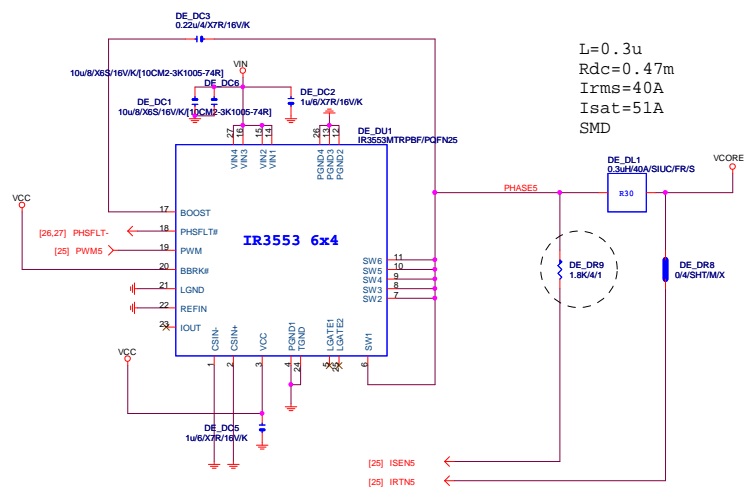 DE_DC3
0.22u/4/X7R/16V/K
L=0.3u
Rdc=0.47m
Irms=40A
Isat=51A
SMD
10u/8/X6S/16V/K/[10CM2-3K1005-74R]
VIN
DE_DC6
DE_DC1
10u/8/X6S/16V/K/[10CM2-3K1005-74R]
DE_DC2
1u/6/X7R/16V/K
DE_DU1
IR3553MTRPBF/PQFN25
27 16 15 14 26 13 12
VIN4 VIN3 VIN2 VIN1 PGND4 PGND3 PGND2
DE_DL1
0.3uH/40A/SIUC/FR/S
R30
VCORE
PHASE5
VCC
17 BOOST
[26,27] PHSFLT- 18 PHSFLT#
[25] PWM5 19 PWM
20 BBRK#
21 LGND
22 REFIN
23 IOUT
IR3553 6x4
SW6 11
SW5 10
SW4 9
SW3 8
SW2 7
DE_DR9
1.8K/4/1
DE_DR8
0/4/SHT/M/X
CSIN- CSIN+ VCC PGND1 TGND LGATE1 LGATE2 SW1
1 2 3 4 24 5 25 6
VCC
DE_DC5
1u/6/X7R/16V/K
[25] ISEN5
[25] IRTN5